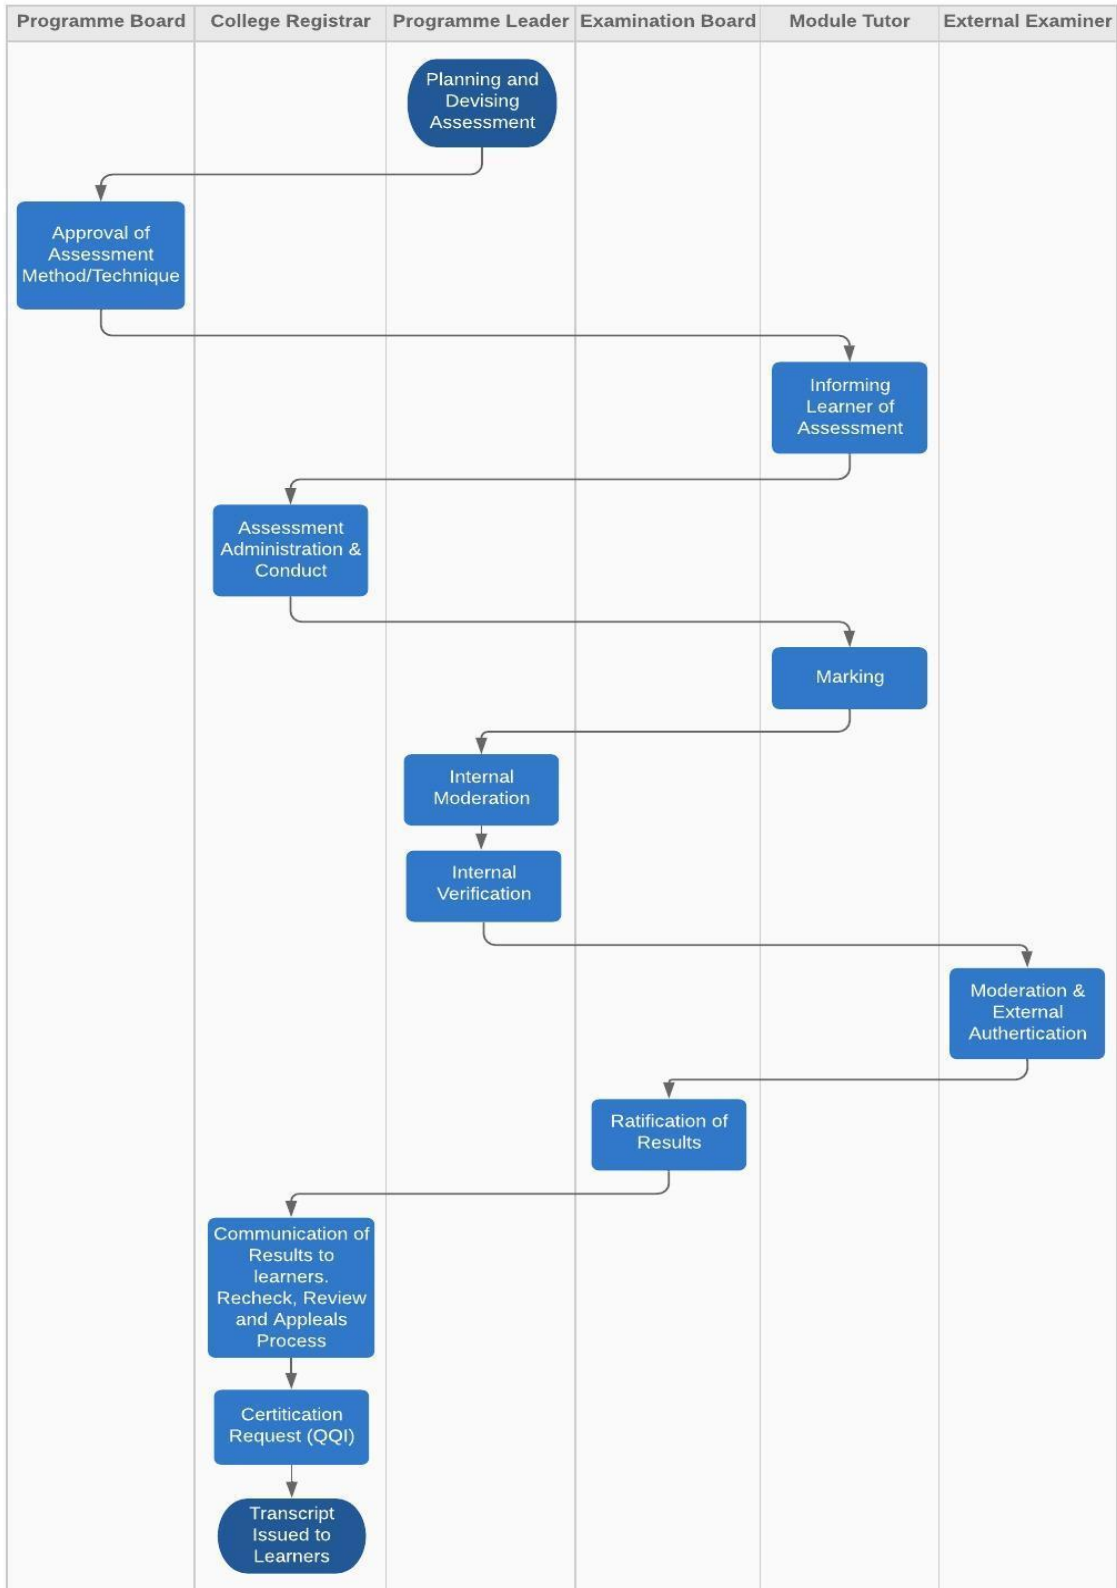 Programme Board College Registrar Programme Leader Examination Board Module Tutor External Examiner
Planning and
Devising
Assessment
Approval of
Assessment
Method/Technique
Informing
Learner of
Assessment
Assessment
Administration &
Conduct
Marking
Internal
Moderation
Internal
Verification
Moderation &
External
Authertication
Ratification of
Results
Communication of
Results to
learners.
Recheck, Review
and Appleals
Process
Certitication
Request (QQI)
Transcript
Issued to
Learners